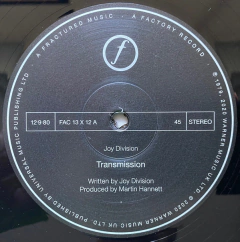 A FRACTURED MUSIC - A FACTORY RECORD
℗ 1979, 2020 WARNER MUSIC UK LTD
© 2020 WARNER MUSIC UK LTD. PUBLISHED BY UNIVERSAL MUSIC PUBLISHING LTD
f
12·9·80
FAC 13 X 12 A
45
STEREO
Joy Division
Transmission
Written by Joy Division
Produced by Martin Hannett